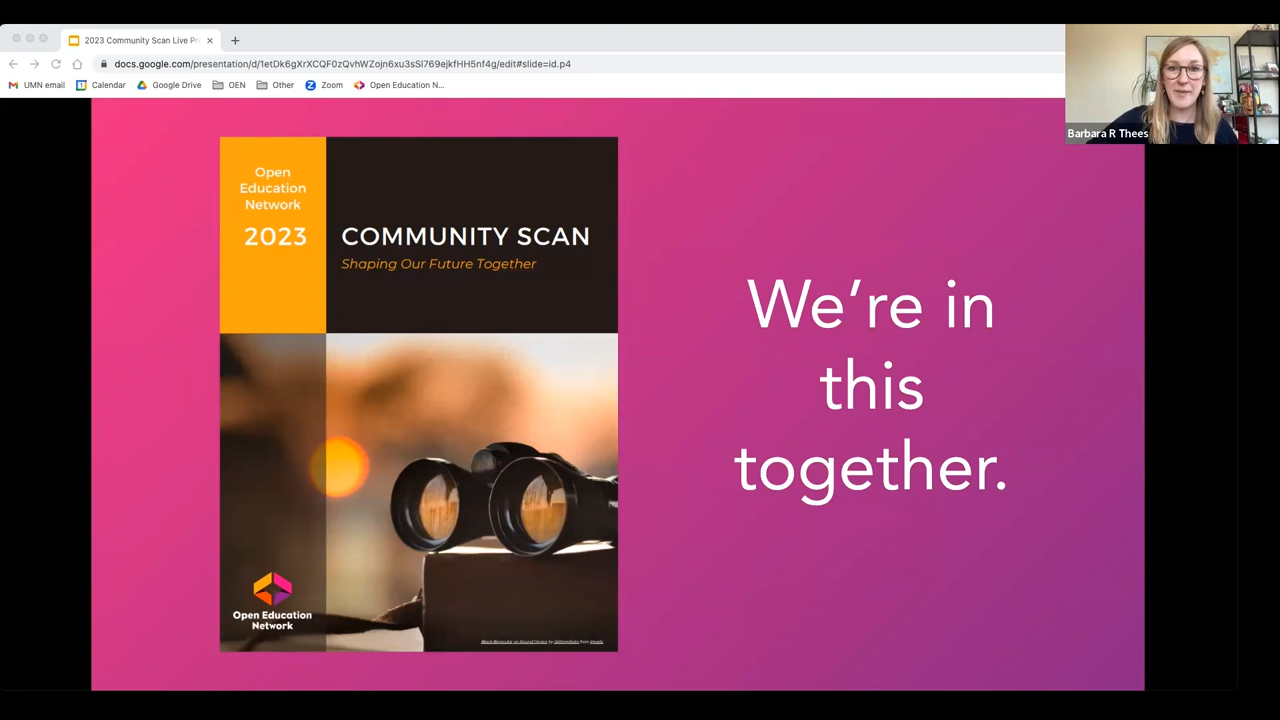 2023 Community Scan Live Pr
docs.google.com/presentation/d/1etDk6gXrXCQF0zQvhWZojn6xu3sSl769ejkfHH5nf4g/edit#slide=id.p4
UMN email
Calendar
Google Drive
OEN
Other
Zoom
Open Education N...
Barbara R Thees
Open
Education
Network
2023
COMMUNITY SCAN
Shaping Our Future Together
We're in
this
together.
Open Education
Network